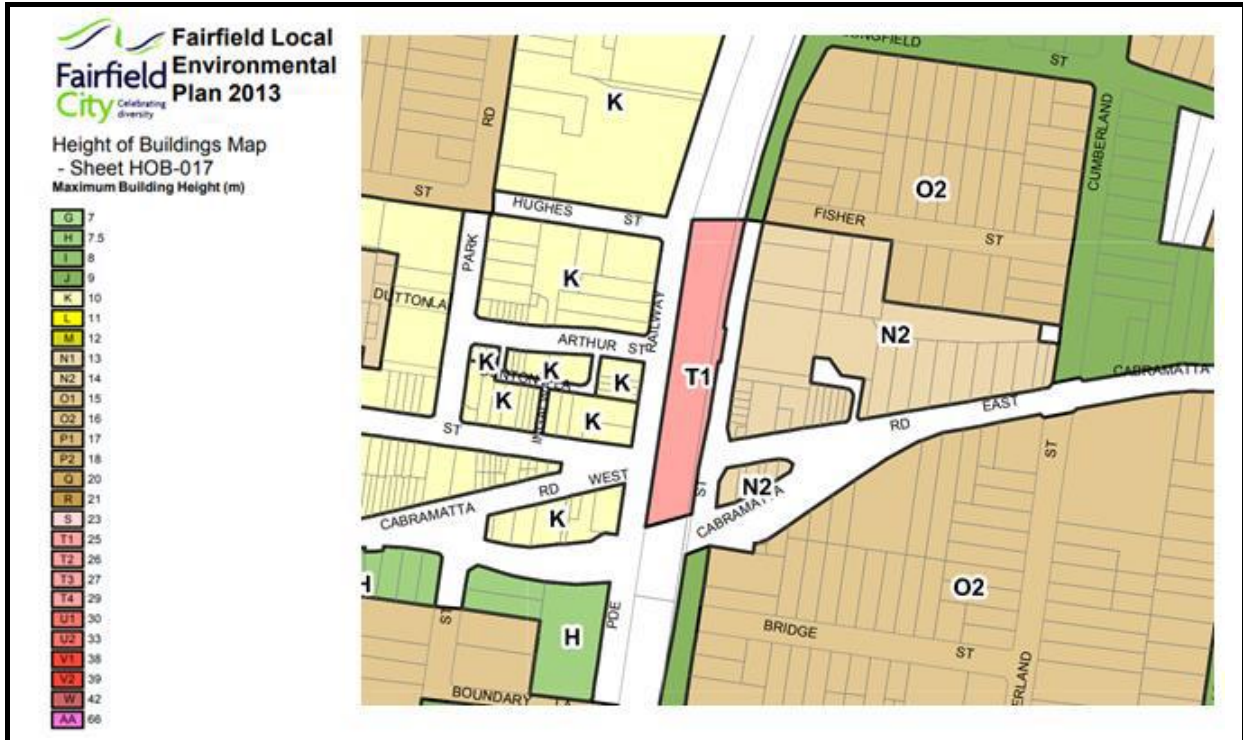 Fairfield Local
Environmental
Plan 2013
Fairfield
City Celebrating diversity
Height of Buildings Map
- Sheet HOB-017
Maximum Building Height (m)
G 7
H 7.5
I 8
J 9
K 10
L 11
M 12
N1 13
N2 14
O1 15
O2 16
P1 17
P2 18
Q 20
R 21
S 23
T1 25
T2 26
T3 27
T4 29
U1 30
U2 33
V1 38
V2 39
W 42
AA 66
ST
K
RD
CUMBERLAND
O2
ST
HUGHES
ST
FISHER
ST
PARK
K
DUTTON LA
RAILWAY
N2
ARTHUR ST
K
K
K
T1
CABRAMATTA
K
K
EAST
RD
ST
ST
WEST
RD
N2
ST
CABRAMATTA
K
CABRAMATTA
H
O2
ST
PDE
H
BRIDGE
ST
BOUNDARY